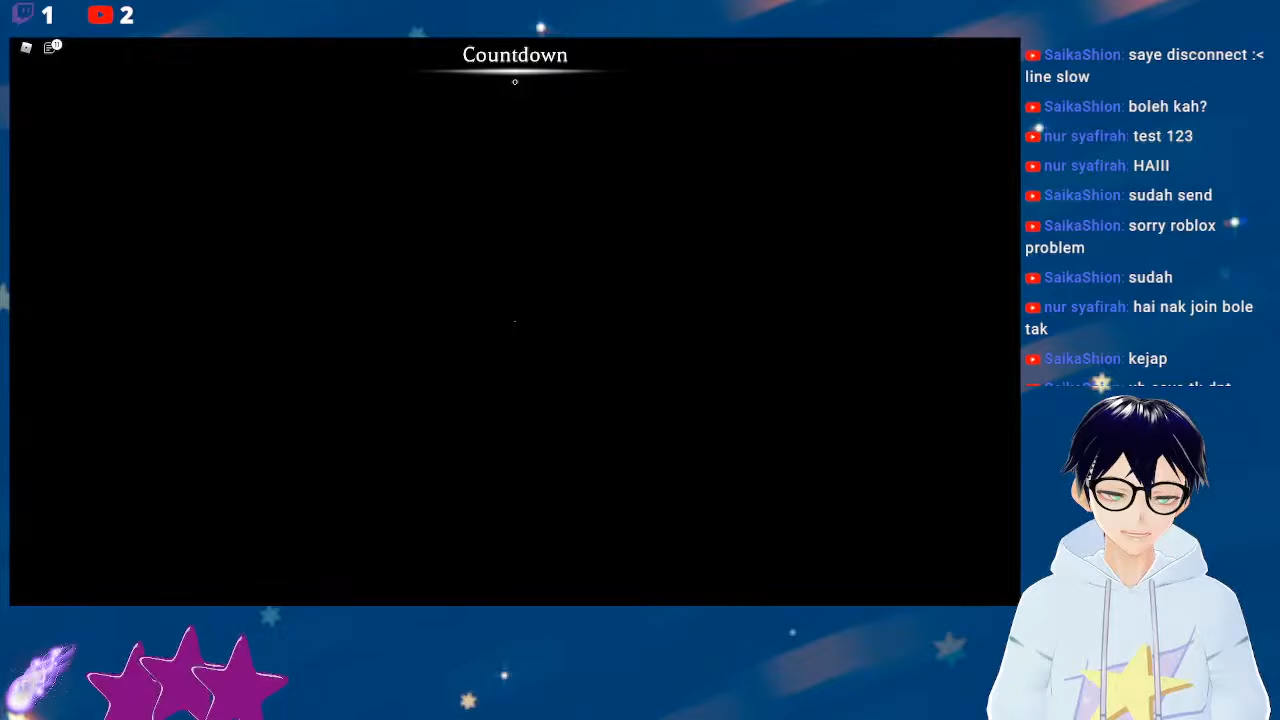 1 2
11
Countdown
SaikaShion: saye disconnect :<
line slow
SaikaShion: boleh kah?
nur syafirah: test 123
nur syafirah: HAIII
SaikaShion: sudah send
SaikaShion: sorry roblox
problem
SaikaShion: sudah
nur syafirah: hai nak join bole
tak
SaikaShion: kejap